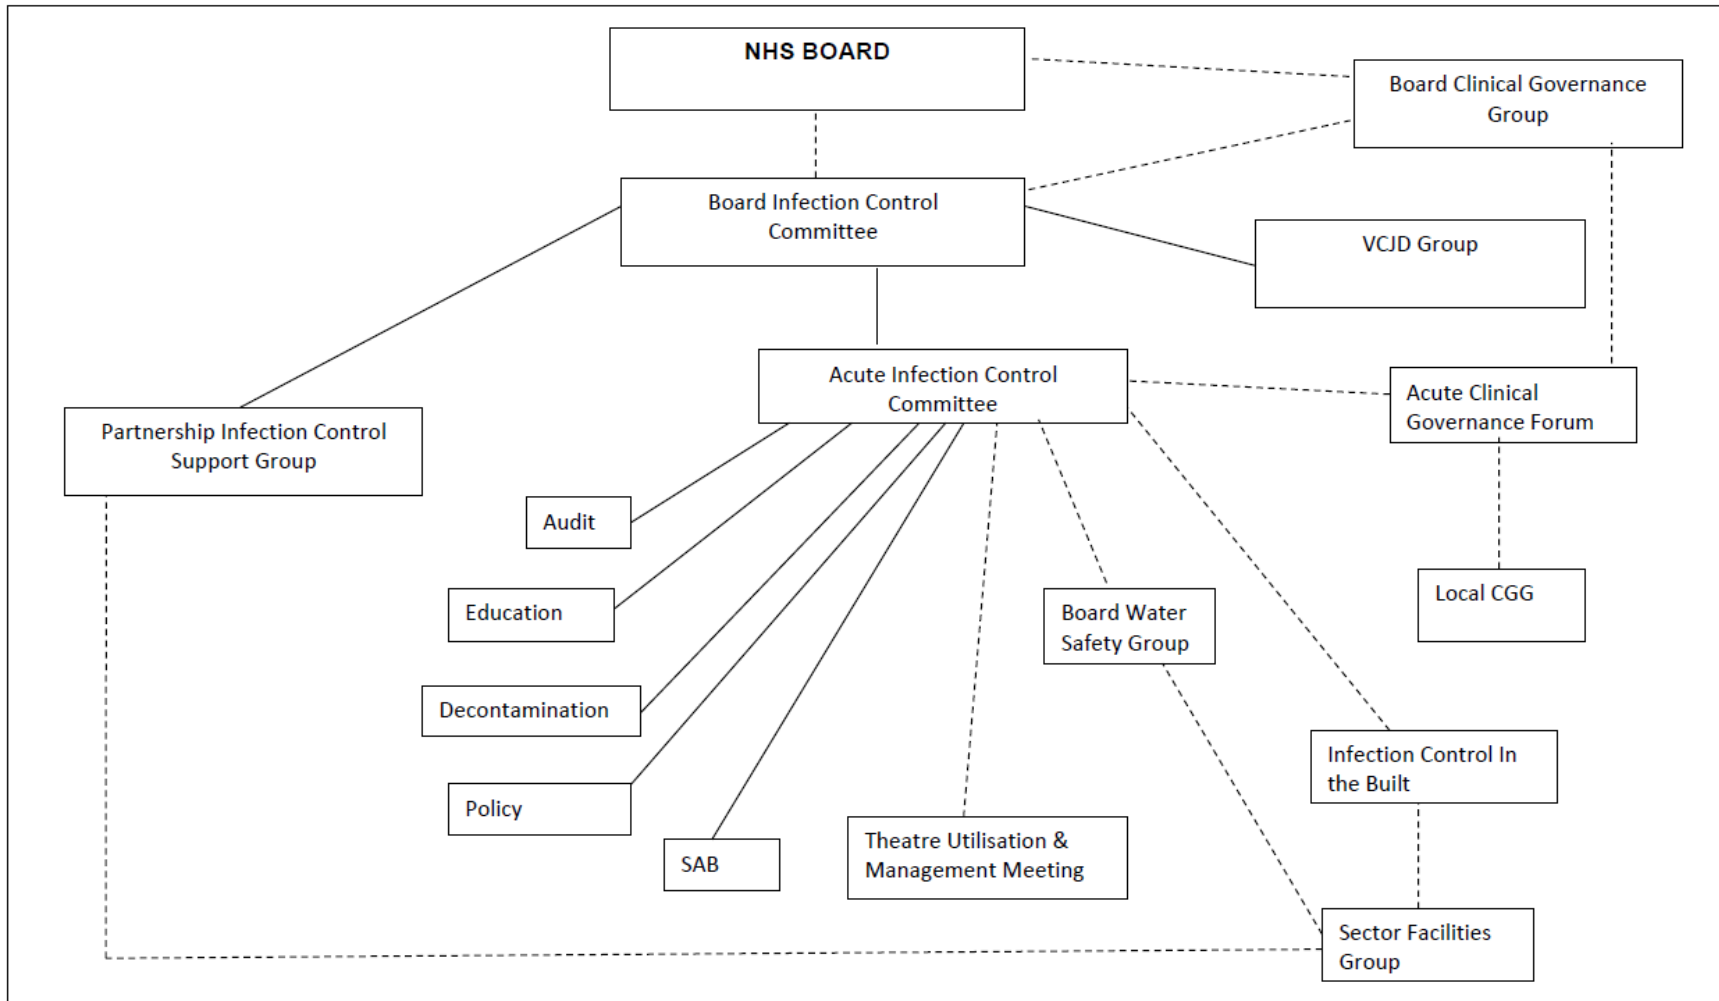 NHS BOARD
Board Clinical Governance
Group
Board Infection Control
Committee
VCJD Group
Acute Infection Control
Committee
Acute Clinical
Governance Forum
Partnership Infection Control
Support Group
Audit
Education
Board Water
Safety Group
Local CGG
Decontamination
Infection Control In
the Built
Policy
SAB
Theatre Utilisation &
Management Meeting
Sector Facilities
Group